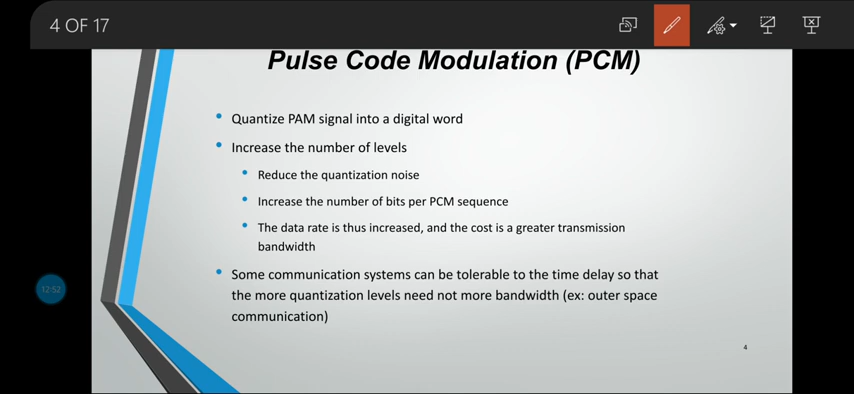 4 OF 17
Pulse Code Modulation (PCM)
• Quantize PAM signal into a digital word
• Increase the number of levels
• Reduce the quantization noise
• Increase the number of bits per PCM sequence
• The data rate is thus increased, and the cost is a greater transmission
bandwidth
• Some communication systems can be tolerable to the time delay so that
the more quantization levels need not more bandwidth (ex: outer space
communication)
12:52
4